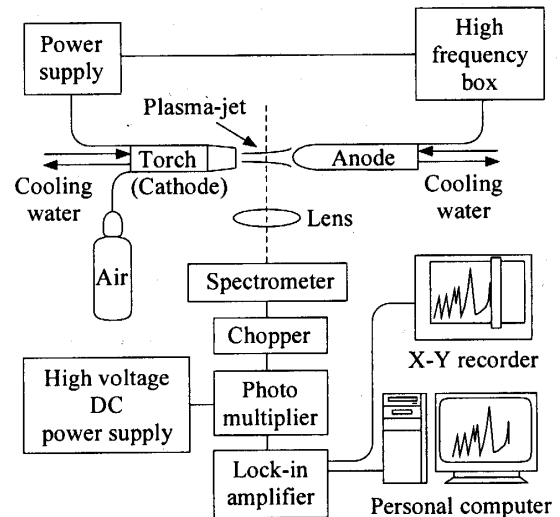 Power
supply
High
frequency
box
Plasma-jet
Torch
(Cathode)
Anode
Cooling
water
Cooling
water
Lens
Air
Spectrometer
Chopper
X-Y recorder
High voltage
DC
power supply
Photo
multiplier
Lock-in
amplifier
Personal computer